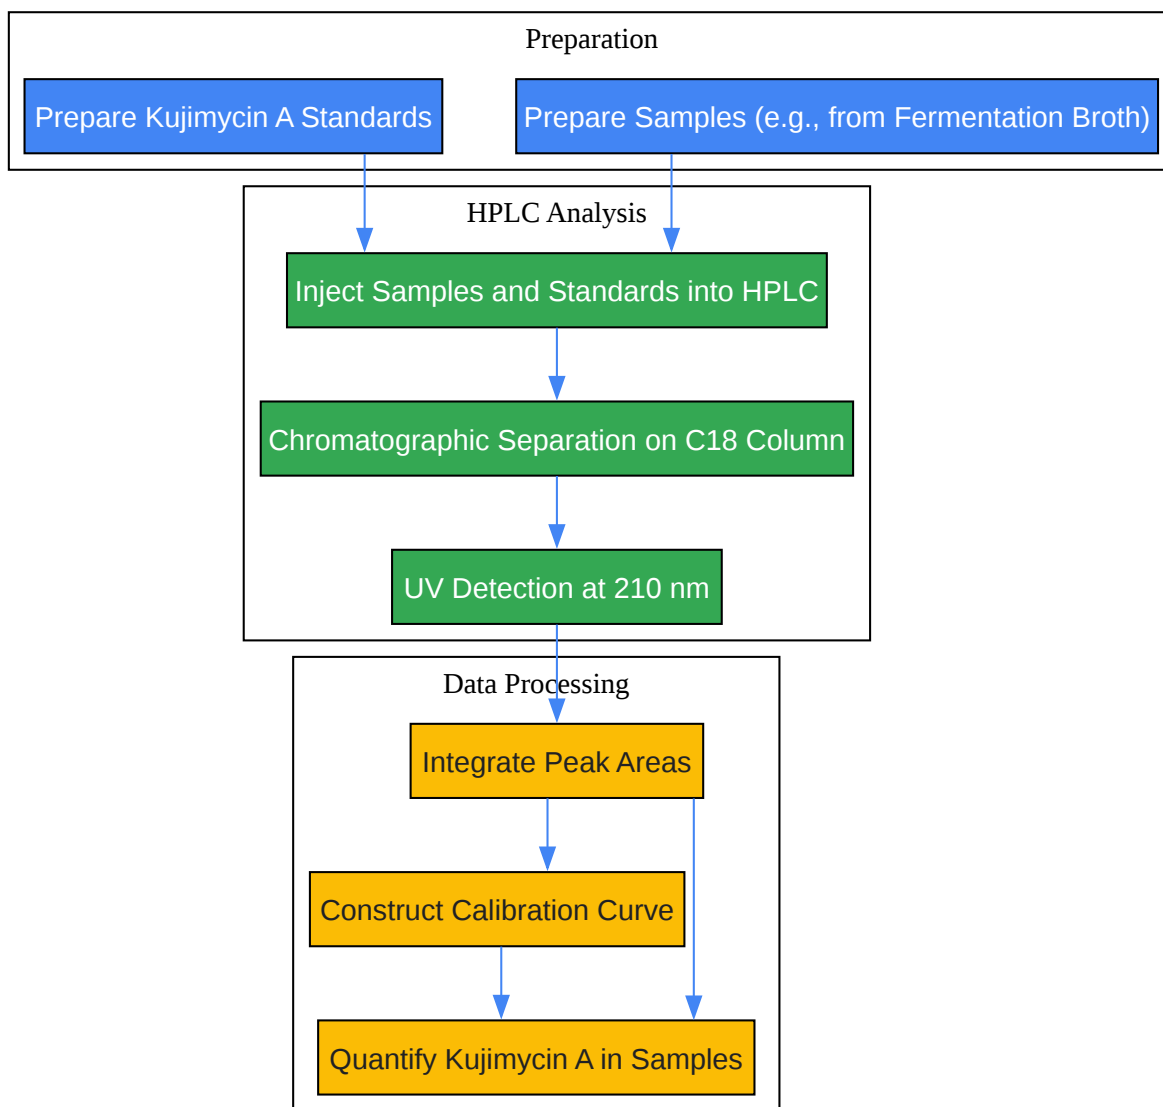 Preparation
Prepare Kujimycin A Standards
Prepare Samples (e.g., from Fermentation Broth)
HPLC Analysis
Inject Samples and Standards into HPLC
Chromatographic Separation on C18 Column
UV Detection at 210 nm
Data Processing
Integrate Peak Areas
Construct Calibration Curve
Quantify Kujimycin A in Samples